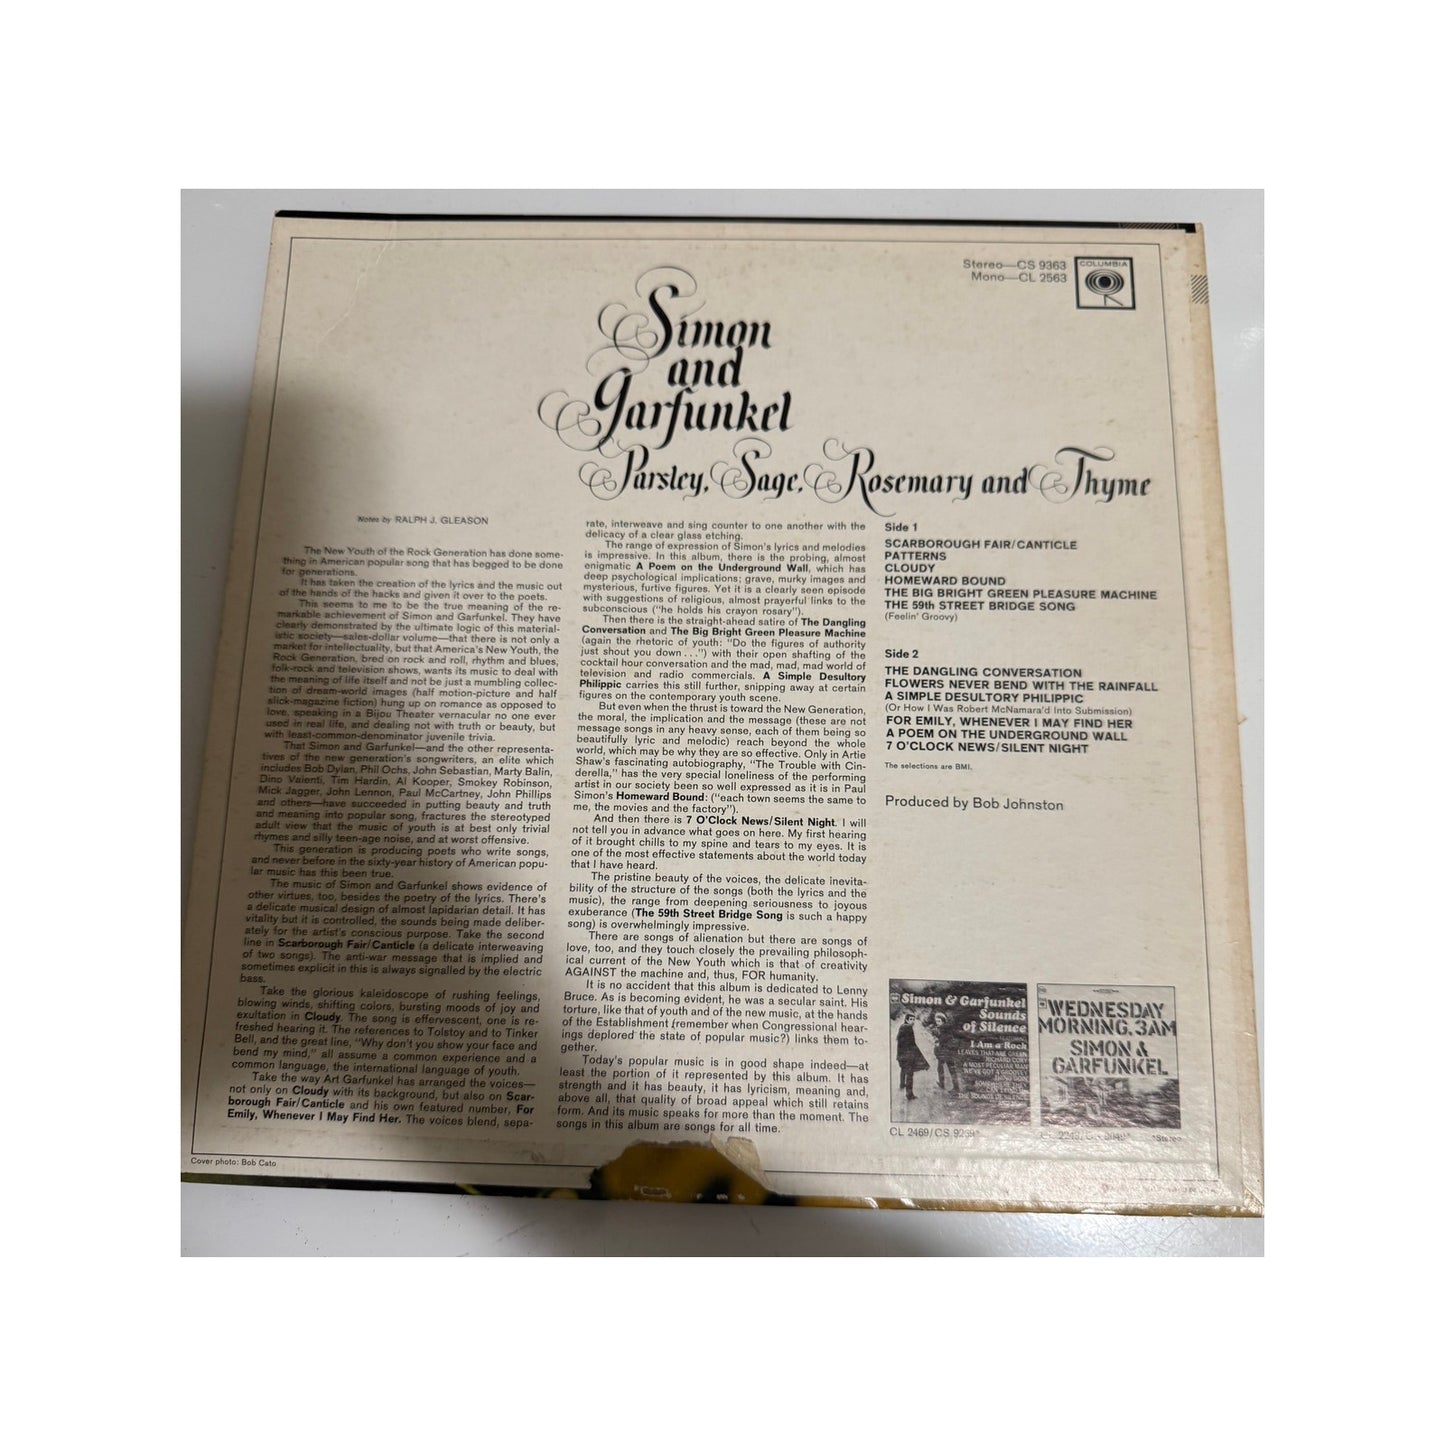 Stereo—CS 9363
Mono—CL 2563
COLUMBIA
Simon
and
Garfunkel
Parsley, Sage, Rosemary and Thyme
Notes by RALPH J. GLEASON
The New Youth of the Rock Generation has done some-
thing in American popular song that has begged to be done
for generations.
It has taken the creation of the lyrics and the music out
of the hands of the hacks and given it over to the poets.
This seems to me to be the true meaning of the re-
markable achievement of Simon and Garfunkel. They have
clearly demonstrated by the ultimate logic of this material-
istic society—sales-dollar volume—that there is not only a
market for intellectuality, but that America's New Youth, the
Rock Generation, bred on rock and roll, rhythm and blues,
folk-rock and television shows, wants its music to deal with
the meaning of life itself and not be just a mumbling collec-
tion of dream-world images (half motion-picture and half
slick-magazine fiction) hung up on romance as opposed to
love, speaking in a Bijou Theater vernacular no one ever
used in real life, and dealing not with truth or beauty, but
with least-common-denominator juvenile trivia.
That Simon and Garfunkel—and the other representa-
tives of the new generation's songwriters, an elite which
includes Bob Dylan, Phil Ochs, John Sebastian, Marty Balin,
Dino Valenti, Tim Hardin, Al Kooper, Smokey Robinson,
Mick Jagger, John Lennon, Paul McCartney, John Phillips
and others—have succeeded in putting beauty and truth
and meaning into popular song, fractures the stereotyped
adult view that the music of youth is at best only trivial
rhymes and silly teen-age noise, and at worst offensive.
This generation is producing poets who write songs,
and never before in the sixty-year history of American popu-
lar music has this been true.
The music of Simon and Garfunkel shows evidence of
other virtues, too, besides the poetry of the lyrics. There's
a delicate musical design of almost lapidarian detail. It has
vitality but it is controlled, the sounds being made deliber-
ately for the artist's conscious purpose. Take the second
line in Scarborough Fair/Canticle (a delicate interweaving
of two songs). The anti-war message that is implied and
sometimes explicit in this is always signalled by the electric
bass.
Take the glorious kaleidoscope of rushing feelings,
blowing winds, shifting colors, bursting moods of joy and
exultation in Cloudy. The song is effervescent, one is re-
freshed hearing it. The references to Tolstoy and to Tinker
Bell, and the great line, "Why don't you show your face and
bend my mind," all assume a common experience and a
common language, the international language of youth.
Take the way Art Garfunkel has arranged the voices—
not only on Cloudy with its background, but also on Scar-
borough Fair/Canticle and his own featured number, For
Emily, Whenever I May Find Her. The voices blend, sepa-
rate, interweave and sing counter to one another with the
delicacy of a clear glass etching.
The range of expression of Simon's lyrics and melodies
is impressive. In this album, there is the probing, almost
enigmatic A Poem on the Underground Wall, which has
deep psychological implications; grave, murky images and
mysterious, furtive figures. Yet it is a clearly seen episode
with suggestions of religious, almost prayerful links to the
subconscious ("he holds his crayon rosary").
Then there is the straight-ahead satire of The Dangling
Conversation and The Big Bright Green Pleasure Machine
(again the rhetoric of youth: "Do the figures of authority
just shout you down . . .") with their open shafting of the
cocktail hour conversation and the mad, mad, mad world of
television and radio commercials. A Simple Desultory
Philippic carries this still further, snipping away at certain
figures on the contemporary youth scene.
But even when the thrust is toward the New Generation,
the moral, the implication and the message (these are not
message songs in any heavy sense, each of them being so
beautifully lyric and melodic) reach beyond the whole
world, which may be why they are so effective. Only in Artie
Shaw's fascinating autobiography, "The Trouble with Cin-
derella," has the very special loneliness of the performing
artist in our society been so well expressed as it is in Paul
Simon's Homeward Bound: ("each town seems the same to
me, the movies and the factory").
And then there is 7 O'Clock News/Silent Night. I will
not tell you in advance what goes on here. My first hearing
of it brought chills to my spine and tears to my eyes. It is
one of the most effective statements about the world today
that I have heard.
The pristine beauty of the voices, the delicate inevita-
bility of the structure of the songs (both the lyrics and the
music), the range from deepening seriousness to joyous
exuberance (The 59th Street Bridge Song is such a happy
song) is overwhelmingly impressive.
There are songs of alienation but there are songs of
love, too, and they touch closely the prevailing philosoph-
ical current of the New Youth which is that of creativity
AGAINST the machine and, thus, FOR humanity.
It is no accident that this album is dedicated to Lenny
Bruce. As is becoming evident, he was a secular saint. His
torture, like that of youth and of the new music, at the hands
of the Establishment (remember when Congressional hear-
ings deplored the state of popular music?) links them to-
gether.
Today's popular music is in good shape indeed—at
least the portion of it represented by this album. It has
strength and it has beauty, it has lyricism, meaning and,
above all, that quality of broad appeal which still retains
form. And its music speaks for more than the moment. The
songs in this album are songs for all time.
Side 1
SCARBOROUGH FAIR/CANTICLE
PATTERNS
CLOUDY
HOMEWARD BOUND
THE BIG BRIGHT GREEN PLEASURE MACHINE
THE 59th STREET BRIDGE SONG
(Feelin' Groovy)
Side 2
THE DANGLING CONVERSATION
FLOWERS NEVER BEND WITH THE RAINFALL
A SIMPLE DESULTORY PHILIPPIC
(Or How I Was Robert McNamara'd Into Submission)
FOR EMILY, WHENEVER I MAY FIND HER
A POEM ON THE UNDERGROUND WALL
7 O'CLOCK NEWS/SILENT NIGHT
The selections are BMI.
Produced by Bob Johnston
Simon & Garfunkel
Sounds
of Silence
I Am a Rock
LEAVES THAT ARE GREEN
RICHARD CORY
A MOST PECULIAR MAN
CL 2469/CS 9269*
WEDNESDAY
MORNING, 3AM
SIMON &
GARFUNKEL
*Stereo
Cover photo: Bob Cato